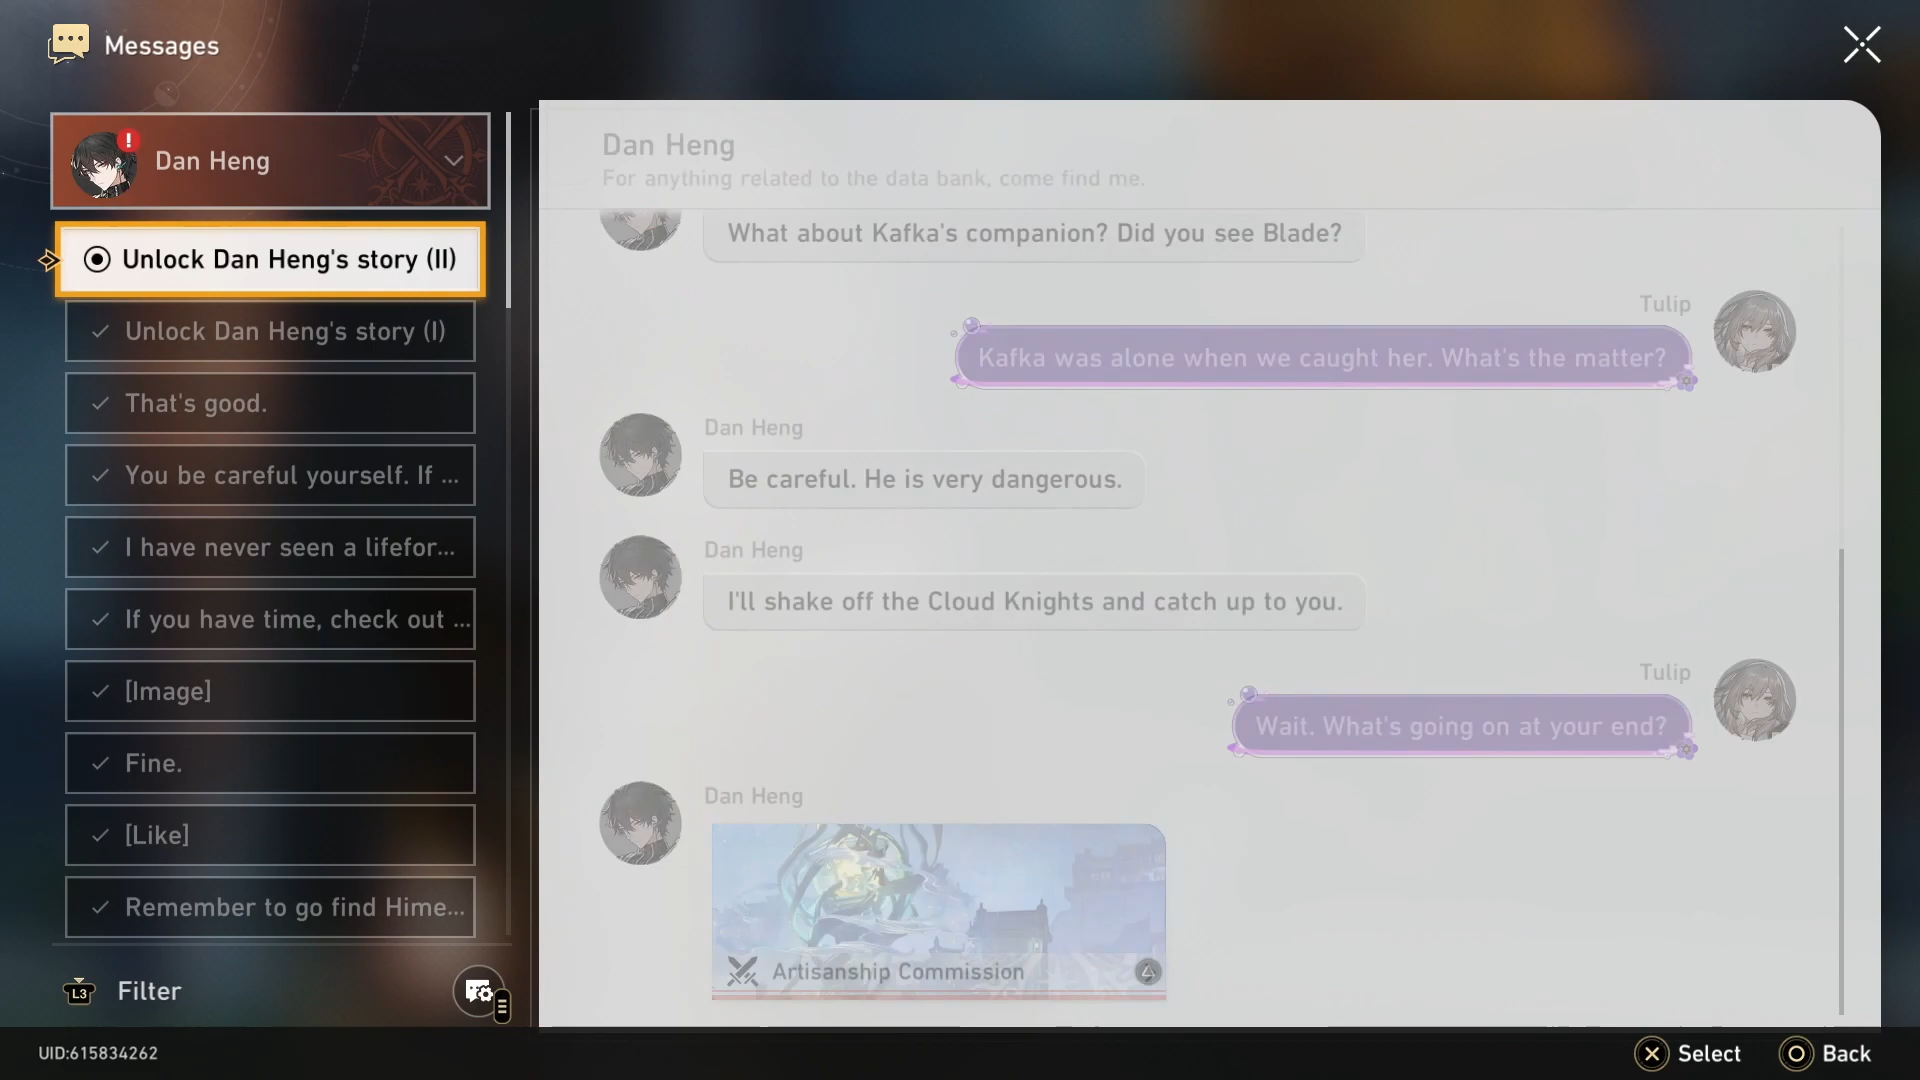 Messages
Dan Heng
Unlock Dan Heng's story (II)
Unlock Dan Heng's story (I)
That's good.
You be careful yourself. If ...
I have never seen a lifefor...
If you have time, check out ...
[Image]
Fine.
[Like]
Remember to go find Hime...
L3
Filter
UID:615834262
Dan Heng
For anything related to the data bank, come find me.
What about Kafka's companion? Did you see Blade?
Tulip
Kafka was alone when we caught her. What's the matter?
Dan Heng
Be careful. He is very dangerous.
Dan Heng
I'll shake off the Cloud Knights and catch up to you.
Tulip
Wait. What's going on at your end?
Dan Heng
Artisanship Commission
Select
Back